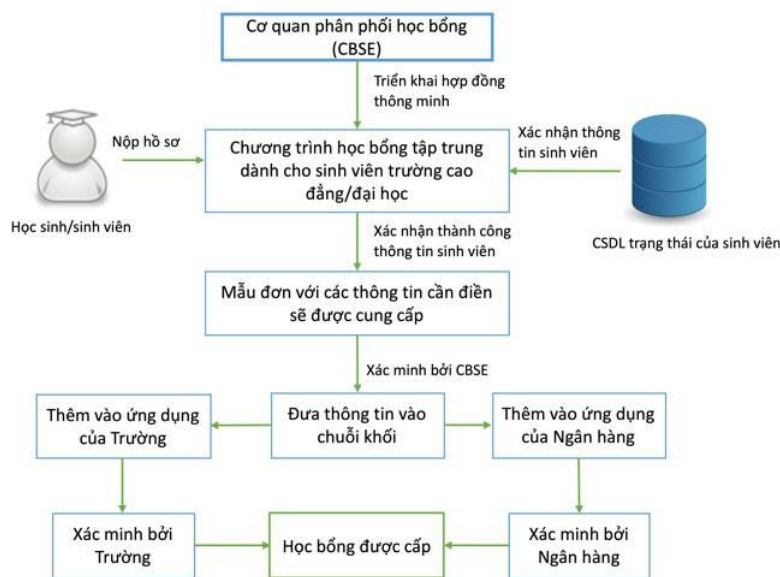 Cơ quan phân phối học bổng
(CBSE)
Triển khai hợp đồng
thông minh
Nộp hồ sơ
Học sinh/sinh viên
Chương trình học bổng tập trung
dành cho sinh viên trường cao
đẳng/đại học
Xác nhận thông
tin sinh viên
CSDL trạng thái của sinh viên
Xác nhận thành công
thông tin sinh viên
Mẫu đơn với các thông tin cần điền
sẽ được cung cấp
Xác minh bởi CBSE
Thêm vào ứng dụng
của Trường
Đưa thông tin vào
chuỗi khối
Thêm vào ứng dụng
của Ngân hàng
Xác minh bởi
Trường
Học bổng được cấp
Xác minh bởi
Ngân hàng